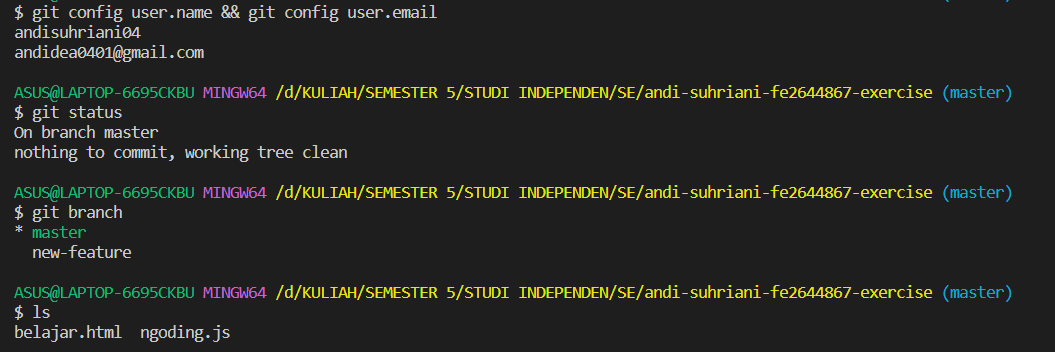 $ git config user.name && git config user.email
andisuhriani04
andidea0401@gmail.com
ASUS@LAPTOP-6695CKBU MINGW64 /d/KULIAH/SEMESTER 5/STUDI INDEPENDEN/SE/andi-suhriani-fe2644867-exercise (master)
$ git status
On branch master
nothing to commit, working tree clean
ASUS@LAPTOP-6695CKBU MINGW64 /d/KULIAH/SEMESTER 5/STUDI INDEPENDEN/SE/andi-suhriani-fe2644867-exercise (master)
$ git branch
* master
  new-feature
ASUS@LAPTOP-6695CKBU MINGW64 /d/KULIAH/SEMESTER 5/STUDI INDEPENDEN/SE/andi-suhriani-fe2644867-exercise (master)
$ ls
belajar.html  ngoding.js